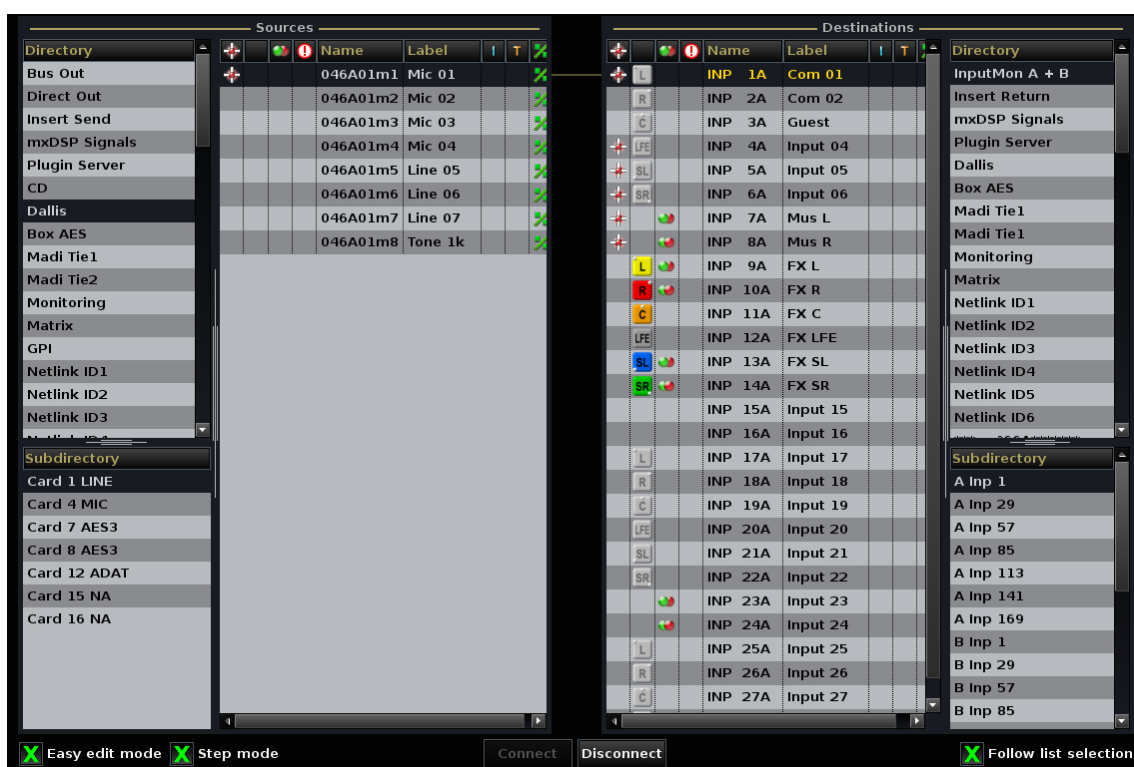 Sources
Directory
Bus Out
Direct Out
Insert Send
mxDSP Signals
Plugin Server
CD
Dallis
Box AES
Madi Tie1
Madi Tie2
Monitoring
Matrix
GPI
Netlink ID1
Netlink ID2
Netlink ID3
Subdirectory
Card 1 LINE
Card 4 MIC
Card 7 AES3
Card 8 AES3
Card 12 ADAT
Card 15 NA
Card 16 NA
! Name Label I T
046A01m1 Mic 01
046A01m2 Mic 02
046A01m3 Mic 03
046A01m4 Mic 04
046A01m5 Line 05
046A01m6 Line 06
046A01m7 Line 07
046A01m8 Tone 1k
Destinations
! Name Label I T
L INP 1A Com 01
R INP 2A Com 02
C INP 3A Guest
LFE INP 4A Input 04
SL INP 5A Input 05
SR INP 6A Input 06
INP 7A Mus L
INP 8A Mus R
L INP 9A FX L
R INP 10A FX R
C INP 11A FX C
LFE INP 12A FX LFE
SL INP 13A FX SL
SR INP 14A FX SR
INP 15A Input 15
INP 16A Input 16
L INP 17A Input 17
R INP 18A Input 18
C INP 19A Input 19
LFE INP 20A Input 20
SL INP 21A Input 21
SR INP 22A Input 22
INP 23A Input 23
INP 24A Input 24
L INP 25A Input 25
R INP 26A Input 26
C INP 27A Input 27
Directory
InputMon A + B
Insert Return
mxDSP Signals
Plugin Server
Dallis
Box AES
Madi Tie1
Madi Tie1
Monitoring
Matrix
Netlink ID1
Netlink ID2
Netlink ID3
Netlink ID4
Netlink ID5
Netlink ID6
Subdirectory
A Inp 1
A Inp 29
A Inp 57
A Inp 85
A Inp 113
A Inp 141
A Inp 169
B Inp 1
B Inp 29
B Inp 57
B Inp 85
X Easy edit mode X Step mode Connect Disconnect X Follow list selection